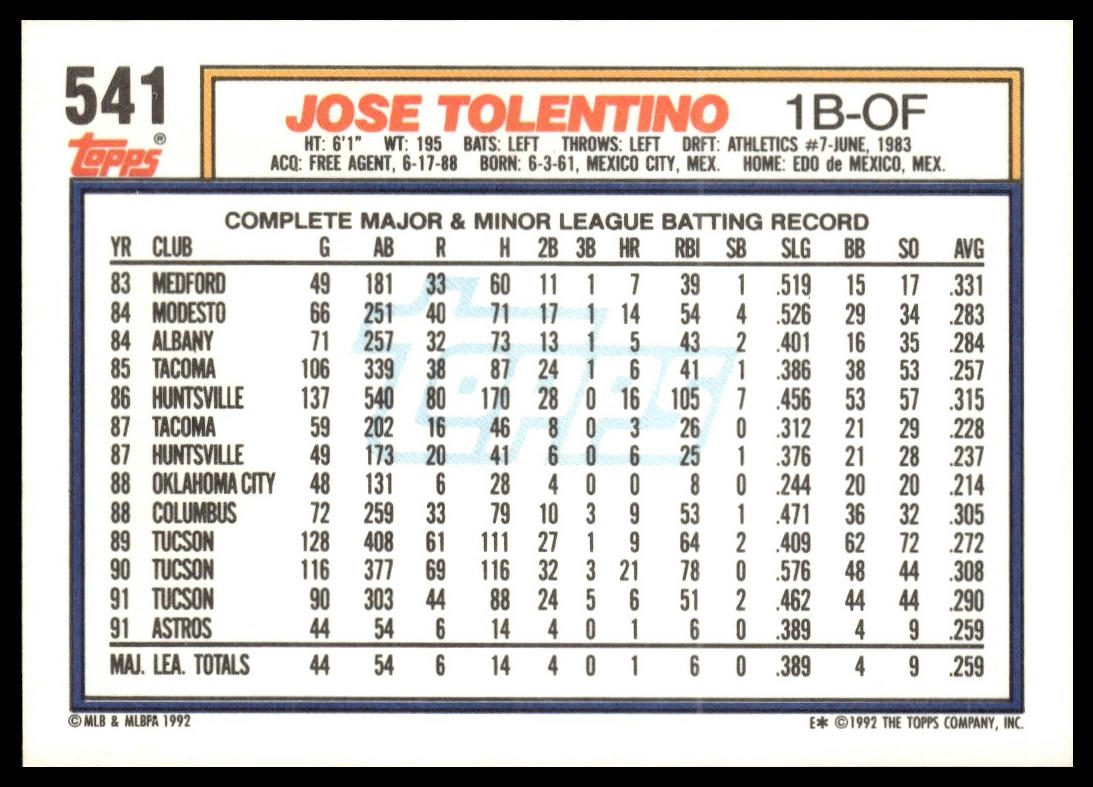 541
Topps®
JOSE TOLENTINO 1B-OF
HT: 6'1" WT: 195 BATS: LEFT THROWS: LEFT DRFT: ATHLETICS #7-JUNE, 1983
ACQ: FREE AGENT, 6-17-88 BORN: 6-3-61, MEXICO CITY, MEX. HOME: EDO de MEXICO, MEX.
COMPLETE MAJOR & MINOR LEAGUE BATTING RECORD
YR CLUB G AB R H 2B 3B HR RBI SB SLG BB SO AVG
83 MEDFORD 49 181 33 60 11 1 7 39 1 .519 15 17 .331
84 MODESTO 66 251 40 71 17 1 14 54 4 .526 29 34 .283
84 ALBANY 71 257 32 73 13 1 5 43 2 .401 16 35 .284
85 TACOMA 106 339 38 87 24 1 6 41 1 .386 38 53 .257
86 HUNTSVILLE 137 540 80 170 28 0 16 105 7 .456 53 57 .315
87 TACOMA 59 202 16 46 8 0 3 26 0 .312 21 29 .228
87 HUNTSVILLE 49 173 20 41 6 0 6 25 1 .376 21 28 .237
88 OKLAHOMA CITY 48 131 6 28 4 0 0 8 0 .244 20 20 .214
88 COLUMBUS 72 259 33 79 10 3 9 53 1 .471 36 32 .305
89 TUCSON 128 408 61 111 27 1 9 64 2 .409 62 72 .272
90 TUCSON 116 377 69 116 32 3 21 78 0 .576 48 44 .308
91 TUCSON 90 303 44 88 24 5 6 51 2 .462 44 44 .290
91 ASTROS 44 54 6 14 4 0 1 6 0 .389 4 9 .259
MAJ. LEA. TOTALS 44 54 6 14 4 0 1 6 0 .389 4 9 .259
Topps
©MLB & MLBPA 1992
E* ©1992 THE TOPPS COMPANY, INC.